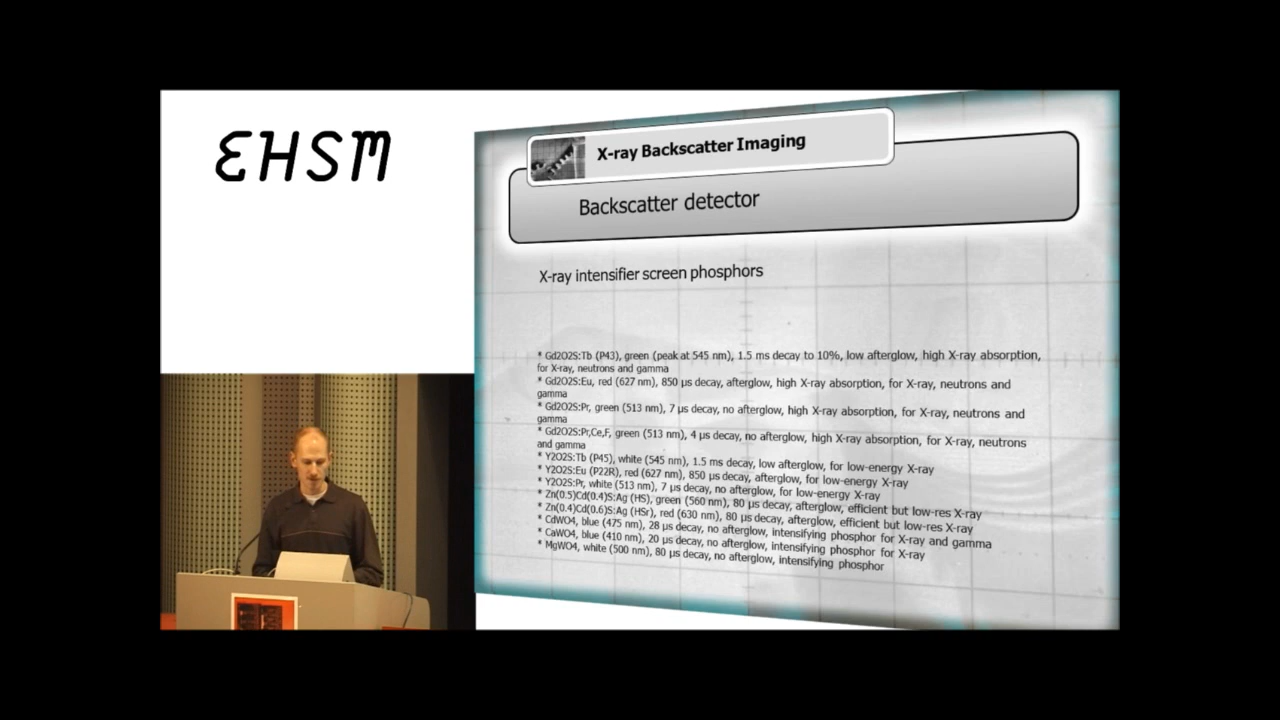 EHSM
X-ray Backscatter Imaging
Backscatter detector
X-ray intensifier screen phosphors
* Gd2O2S:Tb (P43), green (peak at 545 nm), 1.5 ms decay to 10%, low afterglow, high X-ray absorption,
for X-ray, neutrons and gamma
* Gd2O2S:Eu, red (627 nm), 850 µs decay, afterglow, high X-ray absorption, for X-ray, neutrons and
gamma
* Gd2O2S:Pr, green (513 nm), 7 µs decay, no afterglow, high X-ray absorption, for X-ray, neutrons and
gamma
* Gd2O2S:Pr,Ce,F, green (513 nm), 4 µs decay, no afterglow, high X-ray absorption, for X-ray, neutrons
and gamma
* Y2O2S:Tb (P45), white (545 nm), 1.5 ms decay, low afterglow, for low-energy X-ray
* Y2O2S:Eu (P22R), red (627 nm), 850 µs decay, afterglow, for low-energy X-ray
* Y2O2S:Pr, white (513 nm), 7 µs decay, no afterglow, for low-energy X-ray
* Zn(0.5)Cd(0.4)S:Ag (HS), green (560 nm), 80 µs decay, afterglow, efficient but low-res X-ray
* Zn(0.4)Cd(0.6)S:Ag (HSr), red (630 nm), 80 µs decay, afterglow, efficient but low-res X-ray
* CdWO4, blue (475 nm), 28 µs decay, no afterglow, intensifying phosphor for X-ray and gamma
* CaWO4, blue (410 nm), 20 µs decay, no afterglow, intensifying phosphor for X-ray
* MgWO4, white (500 nm), 80 µs decay, no afterglow, intensifying phosphor